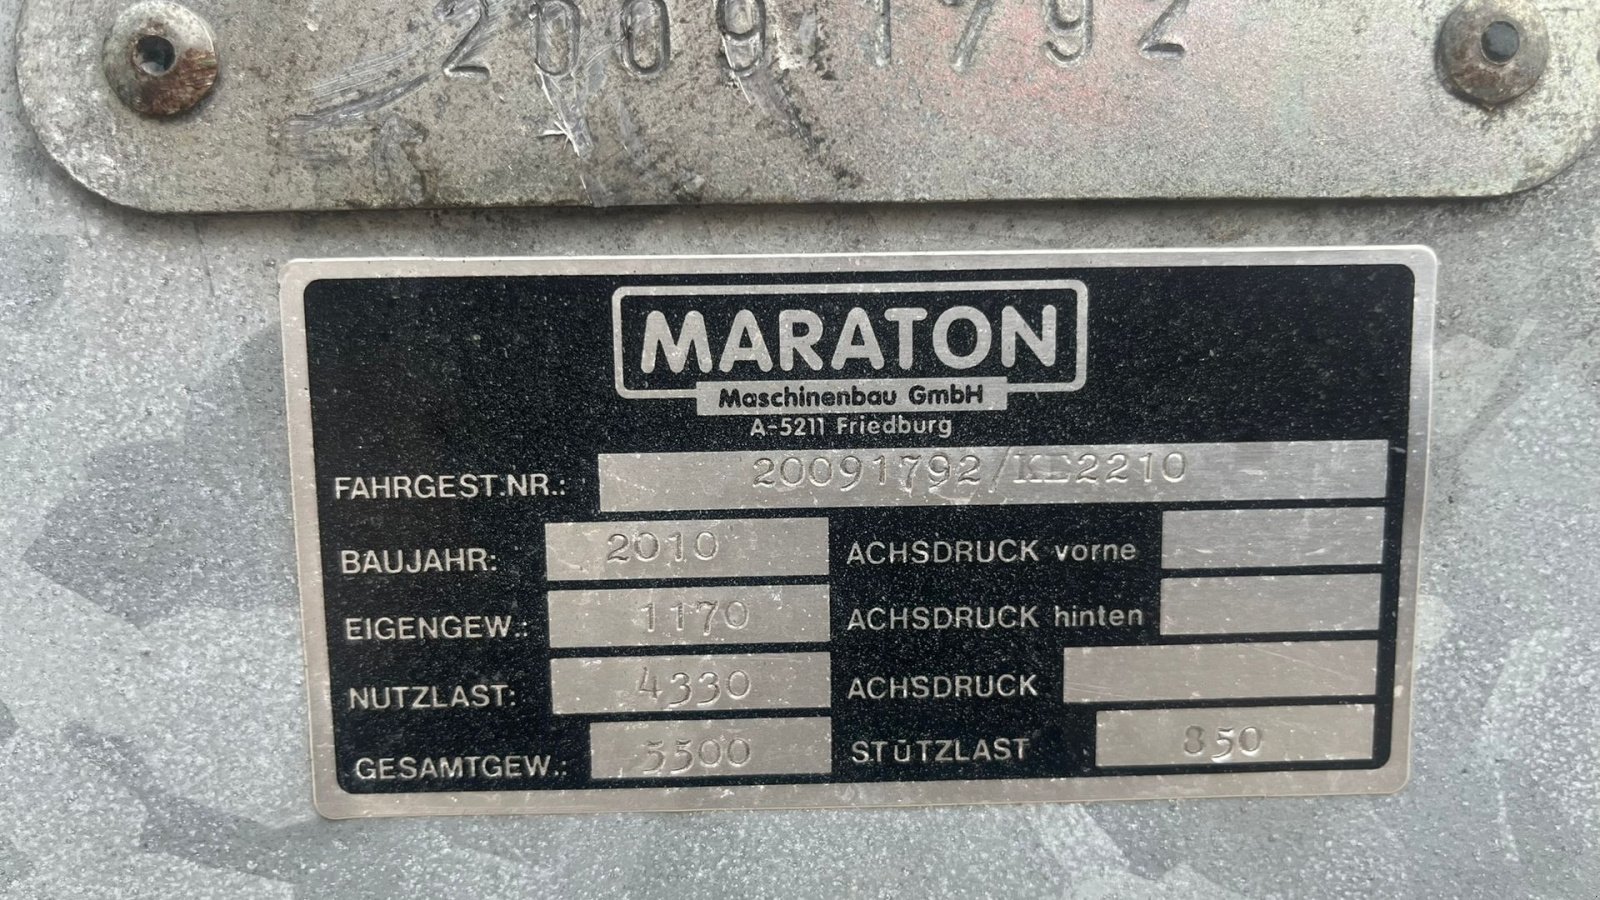 20091792
MARATON
Maschinenbau GmbH
A-5211 Friedburg
FAHRGEST.NR.: 20091792/KE2210
BAUJAHR: 2010 ACHSDRUCK vorne
EIGENGEW.: 1170 ACHSDRUCK hinten
NUTZLAST: 4330 ACHSDRUCK
GESAMTGEW.: 5500 STÜTZLAST 850